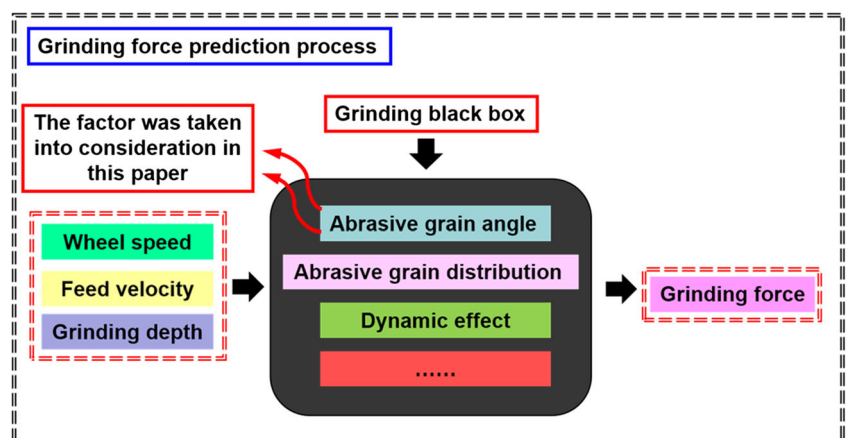 Grinding force prediction process
The factor was taken
into consideration in
this paper
Grinding black box
Wheel speed
Feed velocity
Grinding depth
Abrasive grain angle
Abrasive grain distribution
Dynamic effect
......
Grinding force